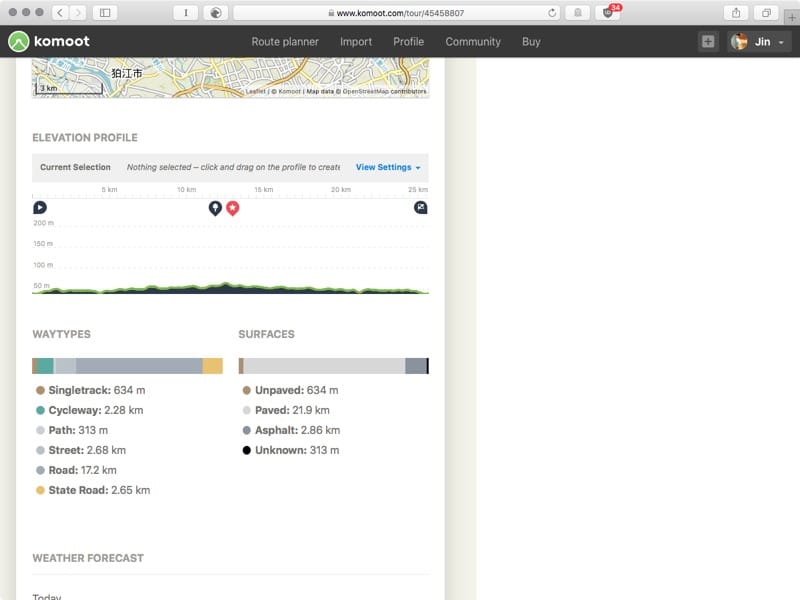 www.komoot.com/tour/45458807
34
komoot
Route planner
Import
Profile
Community
Buy
Jin
狛江市
3 km
Leaflet | © Komoot | Map data © OpenStreetMap contributors
ELEVATION PROFILE
Current Selection
Nothing selected – click and drag on the profile to create
View Settings
5 km
10 km
15 km
20 km
25 km
200 m
150 m
100 m
50 m
WAYTYPES
Singletrack: 634 m
Cycleway: 2.28 km
Path: 313 m
Street: 2.68 km
Road: 17.2 km
State Road: 2.65 km
SURFACES
Unpaved: 634 m
Paved: 21.9 km
Asphalt: 2.86 km
Unknown: 313 m
WEATHER FORECAST
Today